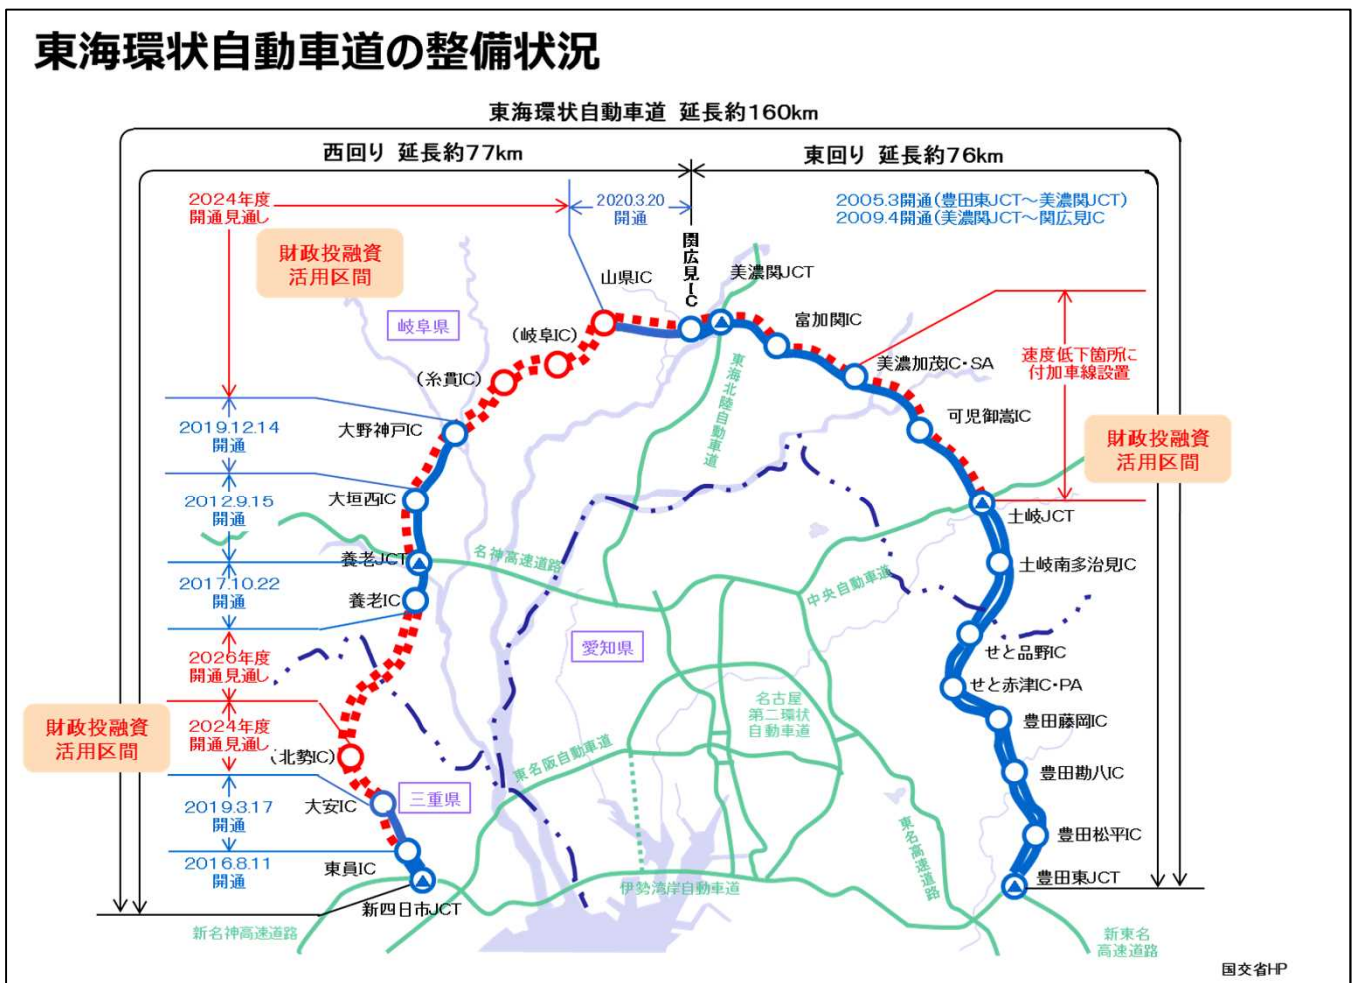 東海環状自動車道の整備状況
東海環状自動車道 延長約160km
西回り 延長約77km
東回り 延長約76km
2024年度
開通見通し
2020.3.20
開通
2005.3開通(豊田東JCT～美濃関JCT)
2009.4開通(美濃関JCT～関広見IC
財政投融資
活用区間
関広見IC
山県IC
美濃関JCT
岐阜県
(岐阜IC)
富加関IC
(糸貫IC)
東海北陸自動車道
美濃加茂IC・SA
速度低下箇所に
付加車線設置
2019.12.14
開通
大野神戸IC
可児御嵩IC
財政投融資
活用区間
2012.9.15
開通
大垣西IC
土岐JCT
養老JCT
名神高速道路
中央自動車道
土岐南多治見IC
2017.10.22
開通
養老IC
愛知県
せと品野IC
2026年度
開通見通し
せと赤津IC・PA
名古屋
第二環状
自動車道
豊田藤岡IC
財政投融資
活用区間
2024年度
開通見通し
(北勢IC)
東名阪自動車道
豊田勘八IC
2019.3.17
開通
大安IC
三重県
東名高速道路
豊田松平IC
2016.8.11
開通
東員IC
伊勢湾岸自動車道
豊田東JCT
新四日市JCT
新名神高速道路
新東名
高速道路
国交省HP